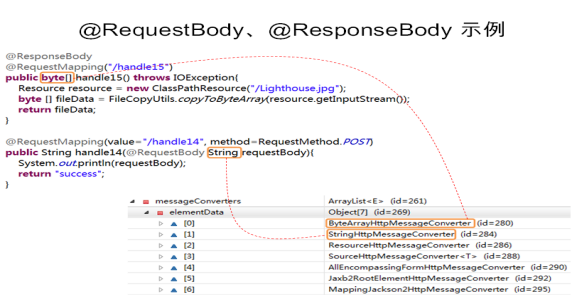 @RequestBody、@ResponseBody 示例
@ResponseBody
@RequestMapping("/handle15")
public byte[] handle15() throws IOException{
Resource resource = new ClassPathResource("/Lighthouse.jpg");
byte [] fileData = FileCopyUtils.copyToByteArray(resource.getInputStream());
return fileData;
}
@RequestMapping(value="/handle14", method=RequestMethod.POST)
public String handle14(@RequestBody String requestBody){
System.out.println(requestBody);
return "success";
}
messageConverters ArrayList<E> (id=261)
elementData Object[7] (id=269)
[0] ByteArrayHttpMessageConverter (id=280)
[1] StringHttpMessageConverter (id=284)
[2] ResourceHttpMessageConverter (id=286)
[3] SourceHttpMessageConverter<T> (id=288)
[4] AllEncompassingFormHttpMessageConverter (id=290)
[5] Jaxb2RootElementHttpMessageConverter (id=292)
[6] MappingJackson2HttpMessageConverter (id=295)